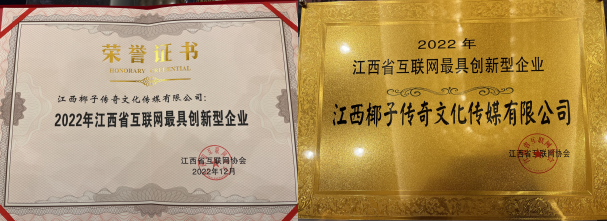 荣誉证书
HONORARY CREDENTIAL
江西椰子传奇文化传媒有限公司：
2022年江西省互联网最具创新型企业
江西省互联网协会
2022年12月
2022年
江西省互联网最具创新型企业
江西椰子传奇文化传媒有限公司
江西省互联网协会